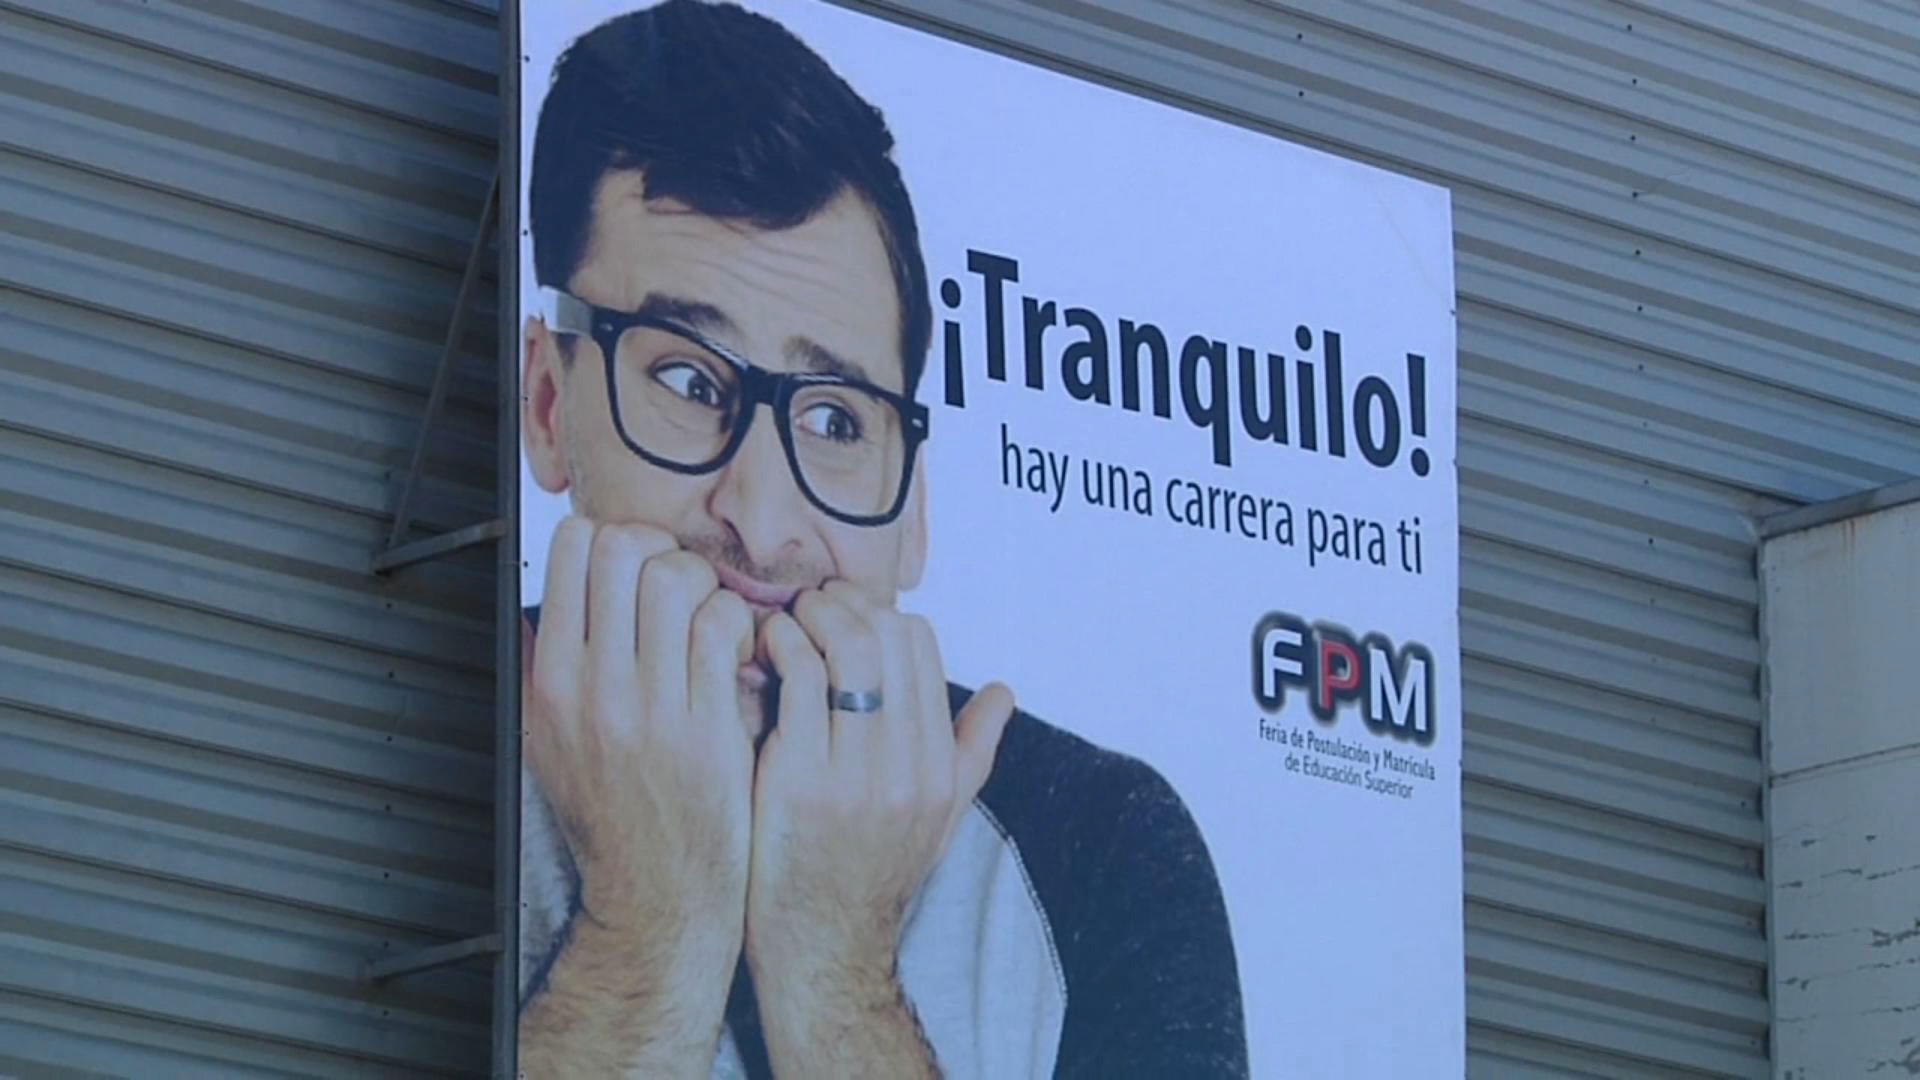 ¡Tranquilo!
hay una carrera para ti
FPM
Feria de Postulación y Matrícula
de Educación Superior